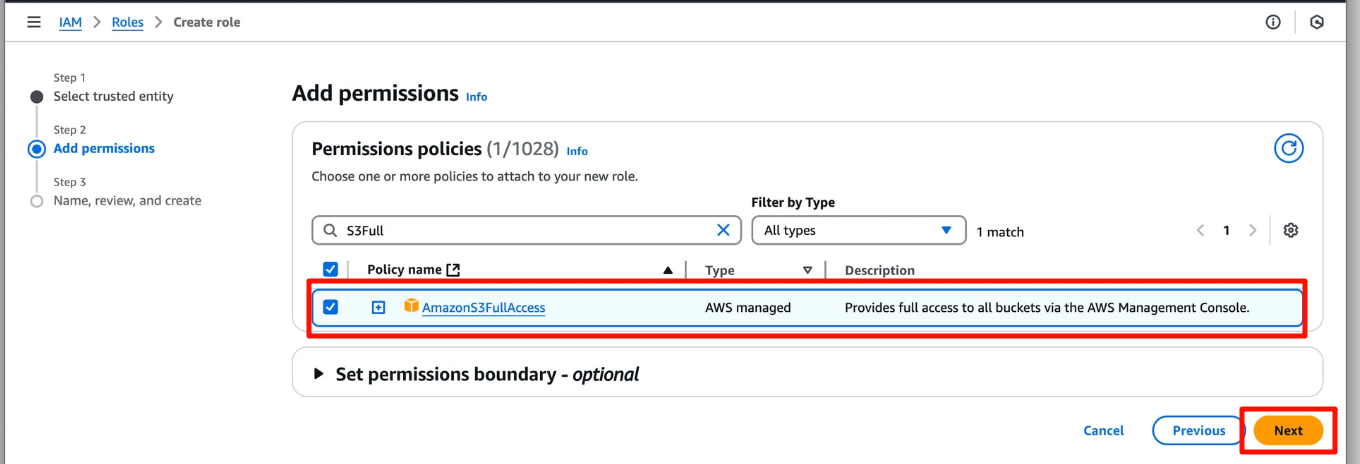 IAM > Roles > Create role
Step 1
Select trusted entity
Step 2
Add permissions
Step 3
Name, review, and create
Add permissions Info
Permissions policies (1/1028) Info
Choose one or more policies to attach to your new role.
Filter by Type
S3Full
All types
1 match
1
Policy name
Type
Description
AmazonS3FullAccess
AWS managed
Provides full access to all buckets via the AWS Management Console.
Set permissions boundary - optional
Cancel
Previous
Next